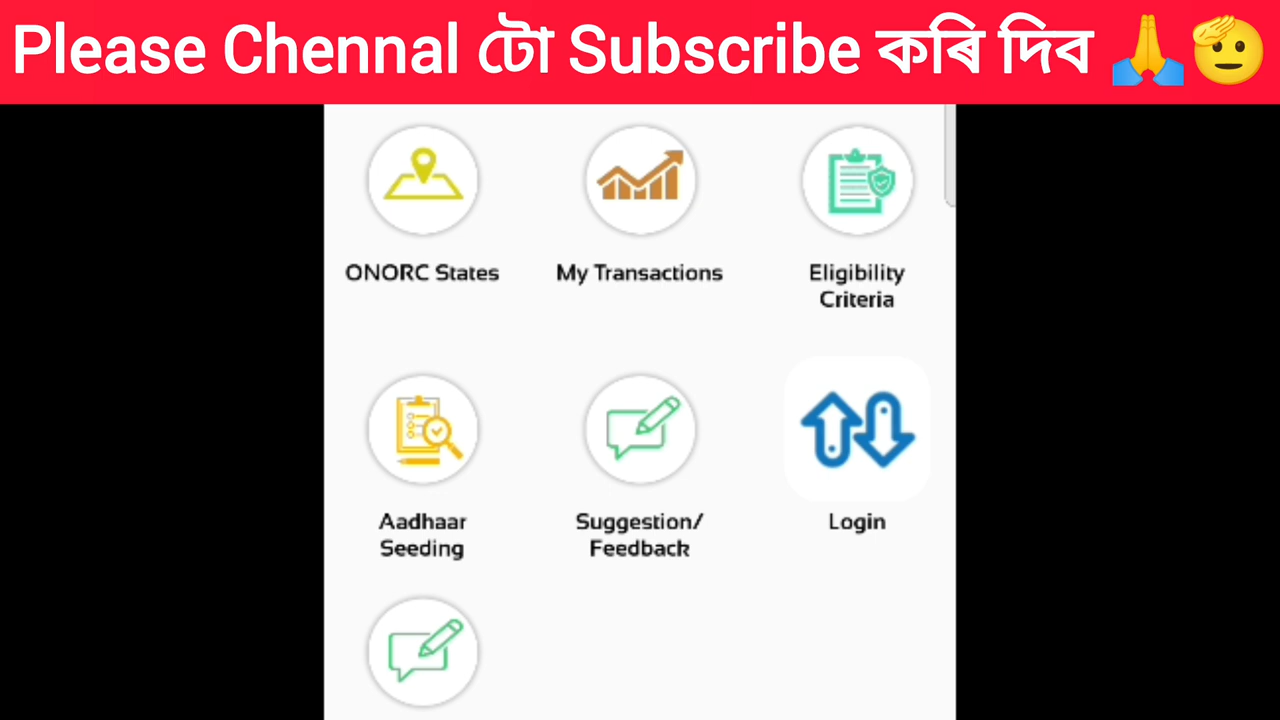 Please Chennal টো Subscribe কৰি দিব 🙏🫡
ONORC States
My Transactions
Eligibility
Criteria
Aadhaar
Seeding
Suggestion/
Feedback
Login